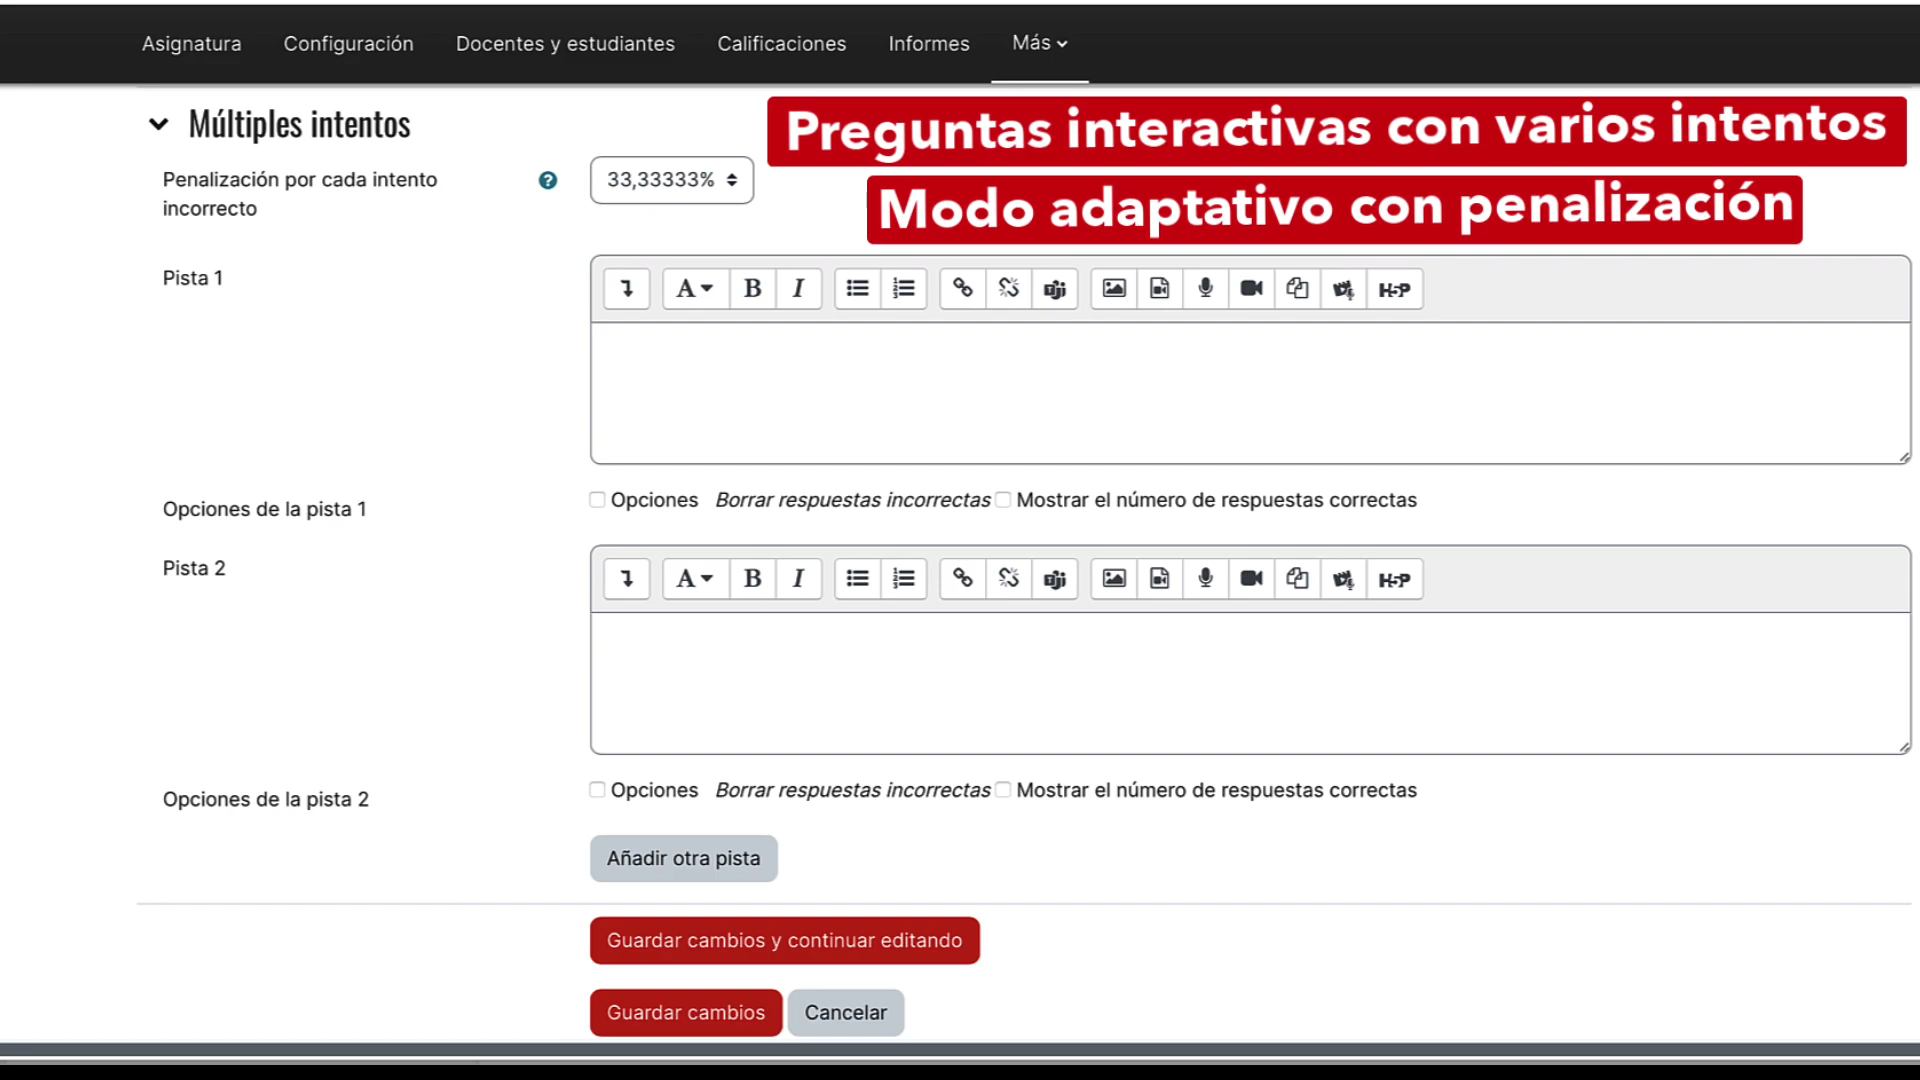 Asignatura Configuración Docentes y estudiantes Calificaciones Informes Más
Múltiples intentos
Preguntas interactivas con varios intentos
Modo adaptativo con penalización
Penalización por cada intento
incorrecto
? 33,33333%
Pista 1
A B I H5P
Opciones de la pista 1
Opciones Borrar respuestas incorrectas Mostrar el número de respuestas correctas
Pista 2
A B I H5P
Opciones de la pista 2
Opciones Borrar respuestas incorrectas Mostrar el número de respuestas correctas
Añadir otra pista
Guardar cambios y continuar editando
Guardar cambios Cancelar